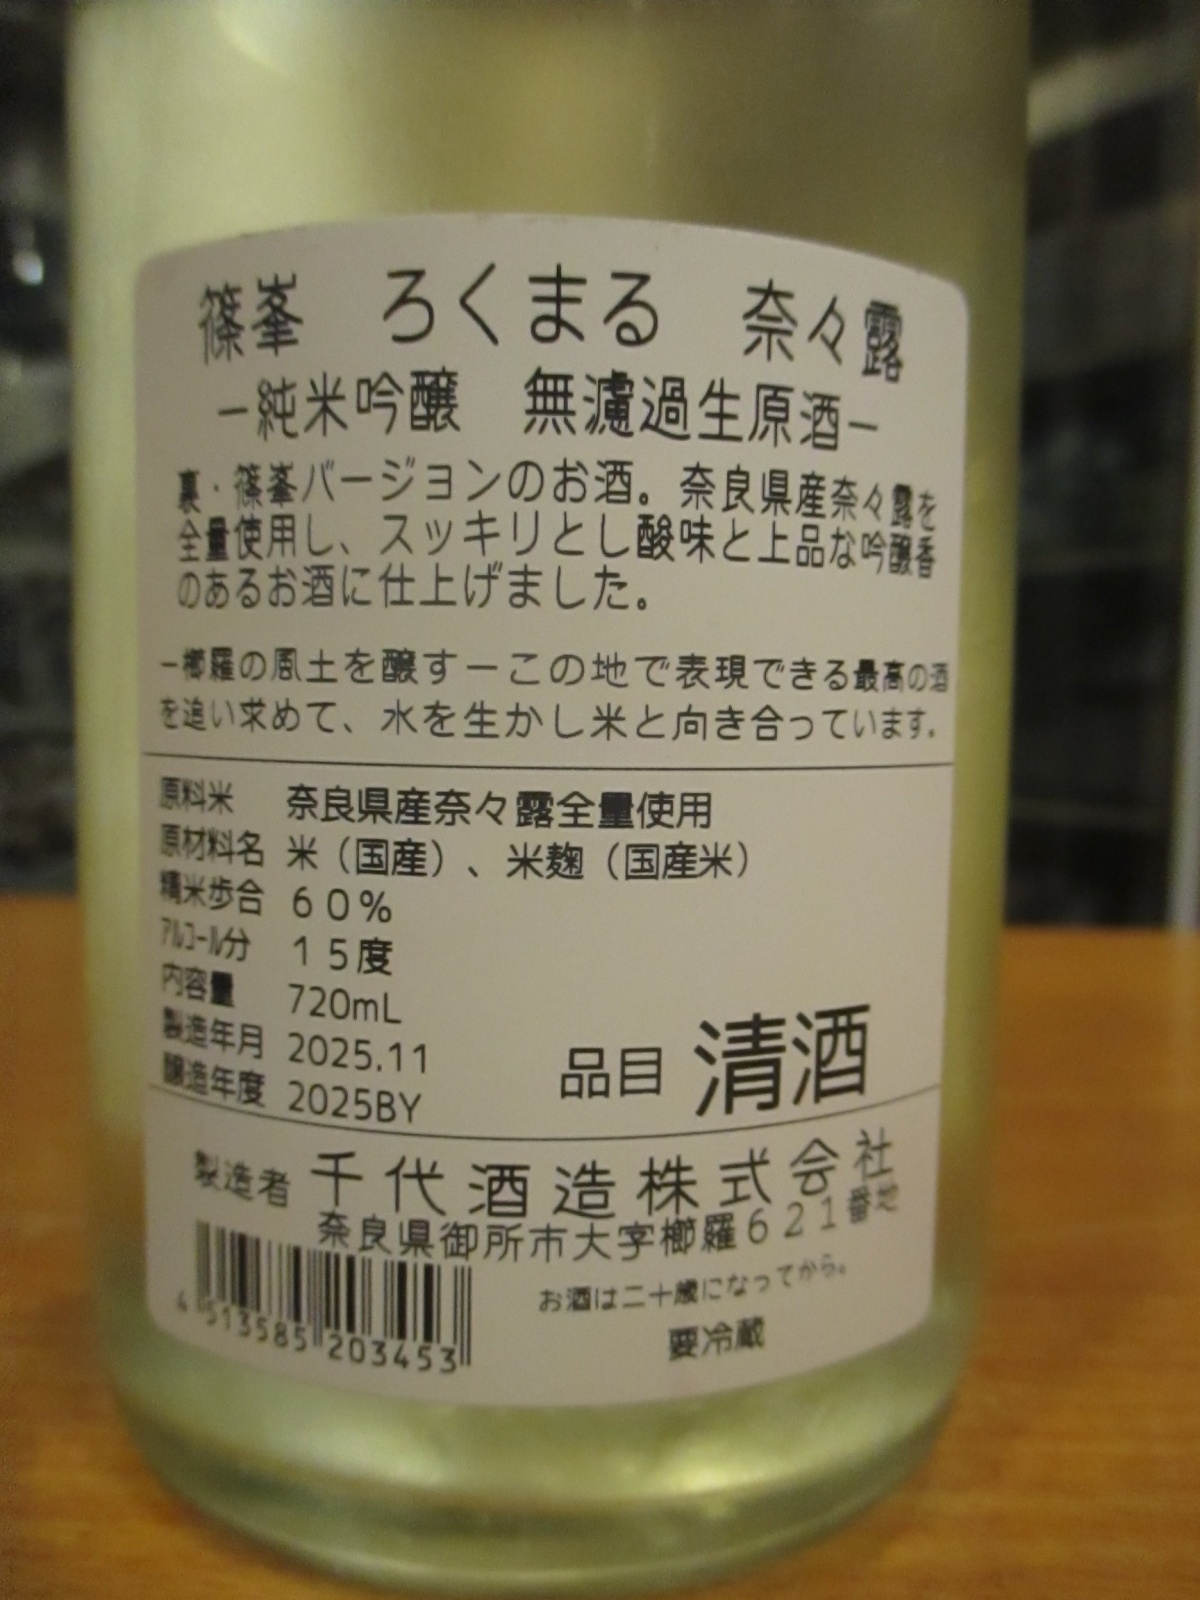 篠峯　ろくまる　奈々露
ー純米吟醸　無濾過生原酒ー
裏・篠峯バージョンのお酒。奈良県産奈々露を
全量使用し、スッキリとし酸味と上品な吟醸香
のあるお酒に仕上げました。
ー櫛羅の風土を醸すーこの地で表現できる最高の酒
を追い求めて、水を生かし米と向き合っています。
原料米　奈良県産奈々露全量使用
原材料名　米（国産）、米麹（国産米）
精米歩合　６０％
ｱﾙｺｰﾙ分　１５度
内容量　720mL
製造年月　2025.11
醸造年度　2025BY
品目　清酒
製造者　千代酒造株式会社
奈良県御所市大字櫛羅６２１番地
4 513585 203453
お酒は二十歳になってから。
要冷蔵